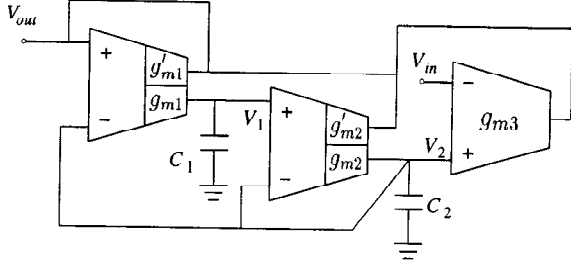 V_out
+
g'_m1
g_m1
−
V_in
−
g_m3
V_1
+
g'_m2
V_2
+
C_1
g_m2
−
C_2